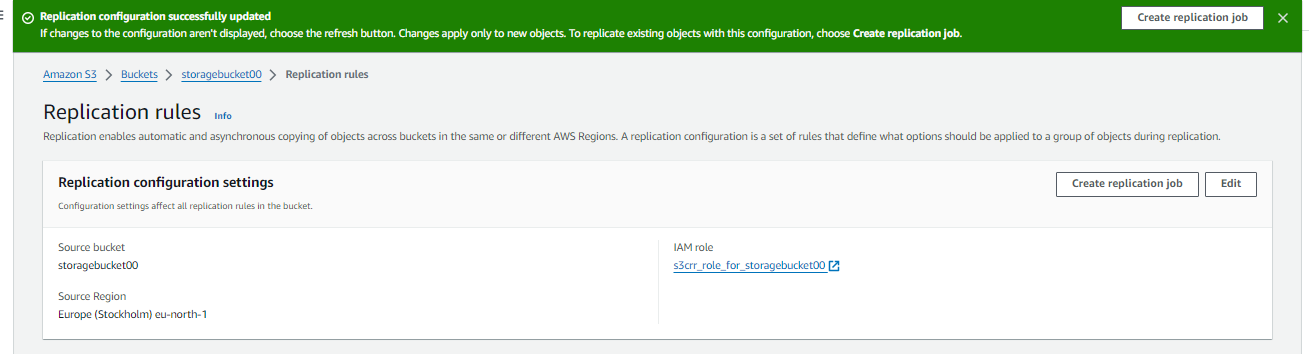 Replication configuration successfully updated
Create replication job
If changes to the configuration aren't displayed, choose the refresh button. Changes apply only to new objects. To replicate existing objects with this configuration, choose Create replication job.
Amazon S3 > Buckets > storagebucket00 > Replication rules
Replication rules Info
Replication enables automatic and asynchronous copying of objects across buckets in the same or different AWS Regions. A replication configuration is a set of rules that define what options should be applied to a group of objects during replication.
Replication configuration settings
Create replication job Edit
Configuration settings affect all replication rules in the bucket.
Source bucket
storagebucket00
Source Region
Europe (Stockholm) eu-north-1
IAM role
s3crr_role_for_storagebucket00